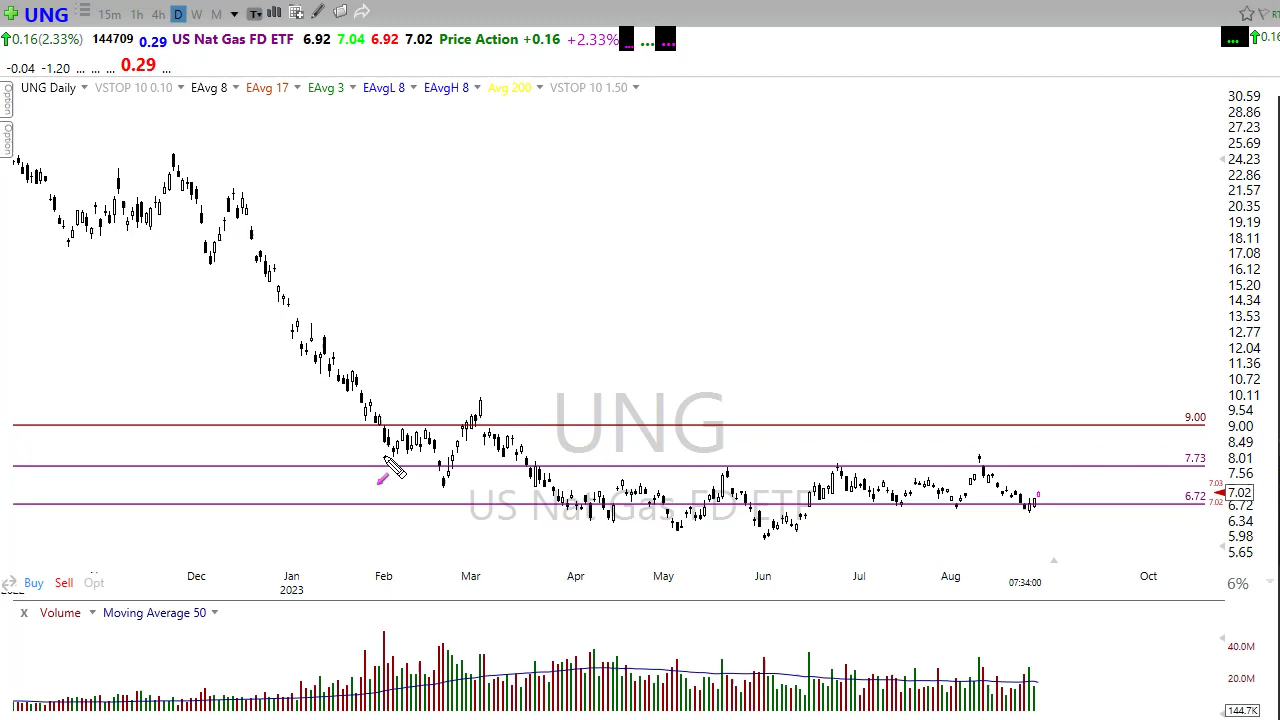 UNG 15m 1h 4h D W M
0.16(2.33%) 144709 0.29 US Nat Gas FD ETF 6.92 7.04 6.92 7.02 Price Action +0.16 +2.33% ... ... ... ... 0.16
-0.04 -1.20 ... ... ... 0.29 ...
Option
Option
UNG Daily VSTOP 10 0.10 EAvg 8 EAvg 17 EAvg 3 EAvgL 8 EAvgH 8 Avg 200 VSTOP 10 1.50
30.59
28.86
27.23
25.69
24.23
22.86
21.57
20.35
19.19
18.11
17.08
16.12
15.20
14.34
13.53
12.77
12.04
11.36
10.72
10.11
9.54
9.00 9.00
8.49
7.73 8.01
7.56
7.03
7.02 7.02
6.72 6.72
6.34
5.98
5.65
UNG
US Nat Gas FD ETF
Dec Jan Feb Mar Apr May Jun Jul Aug 07:34:00 Oct
Buy Sell Opt 2023 6%
X Volume Moving Average 50
40.0M
20.0M
144.7K